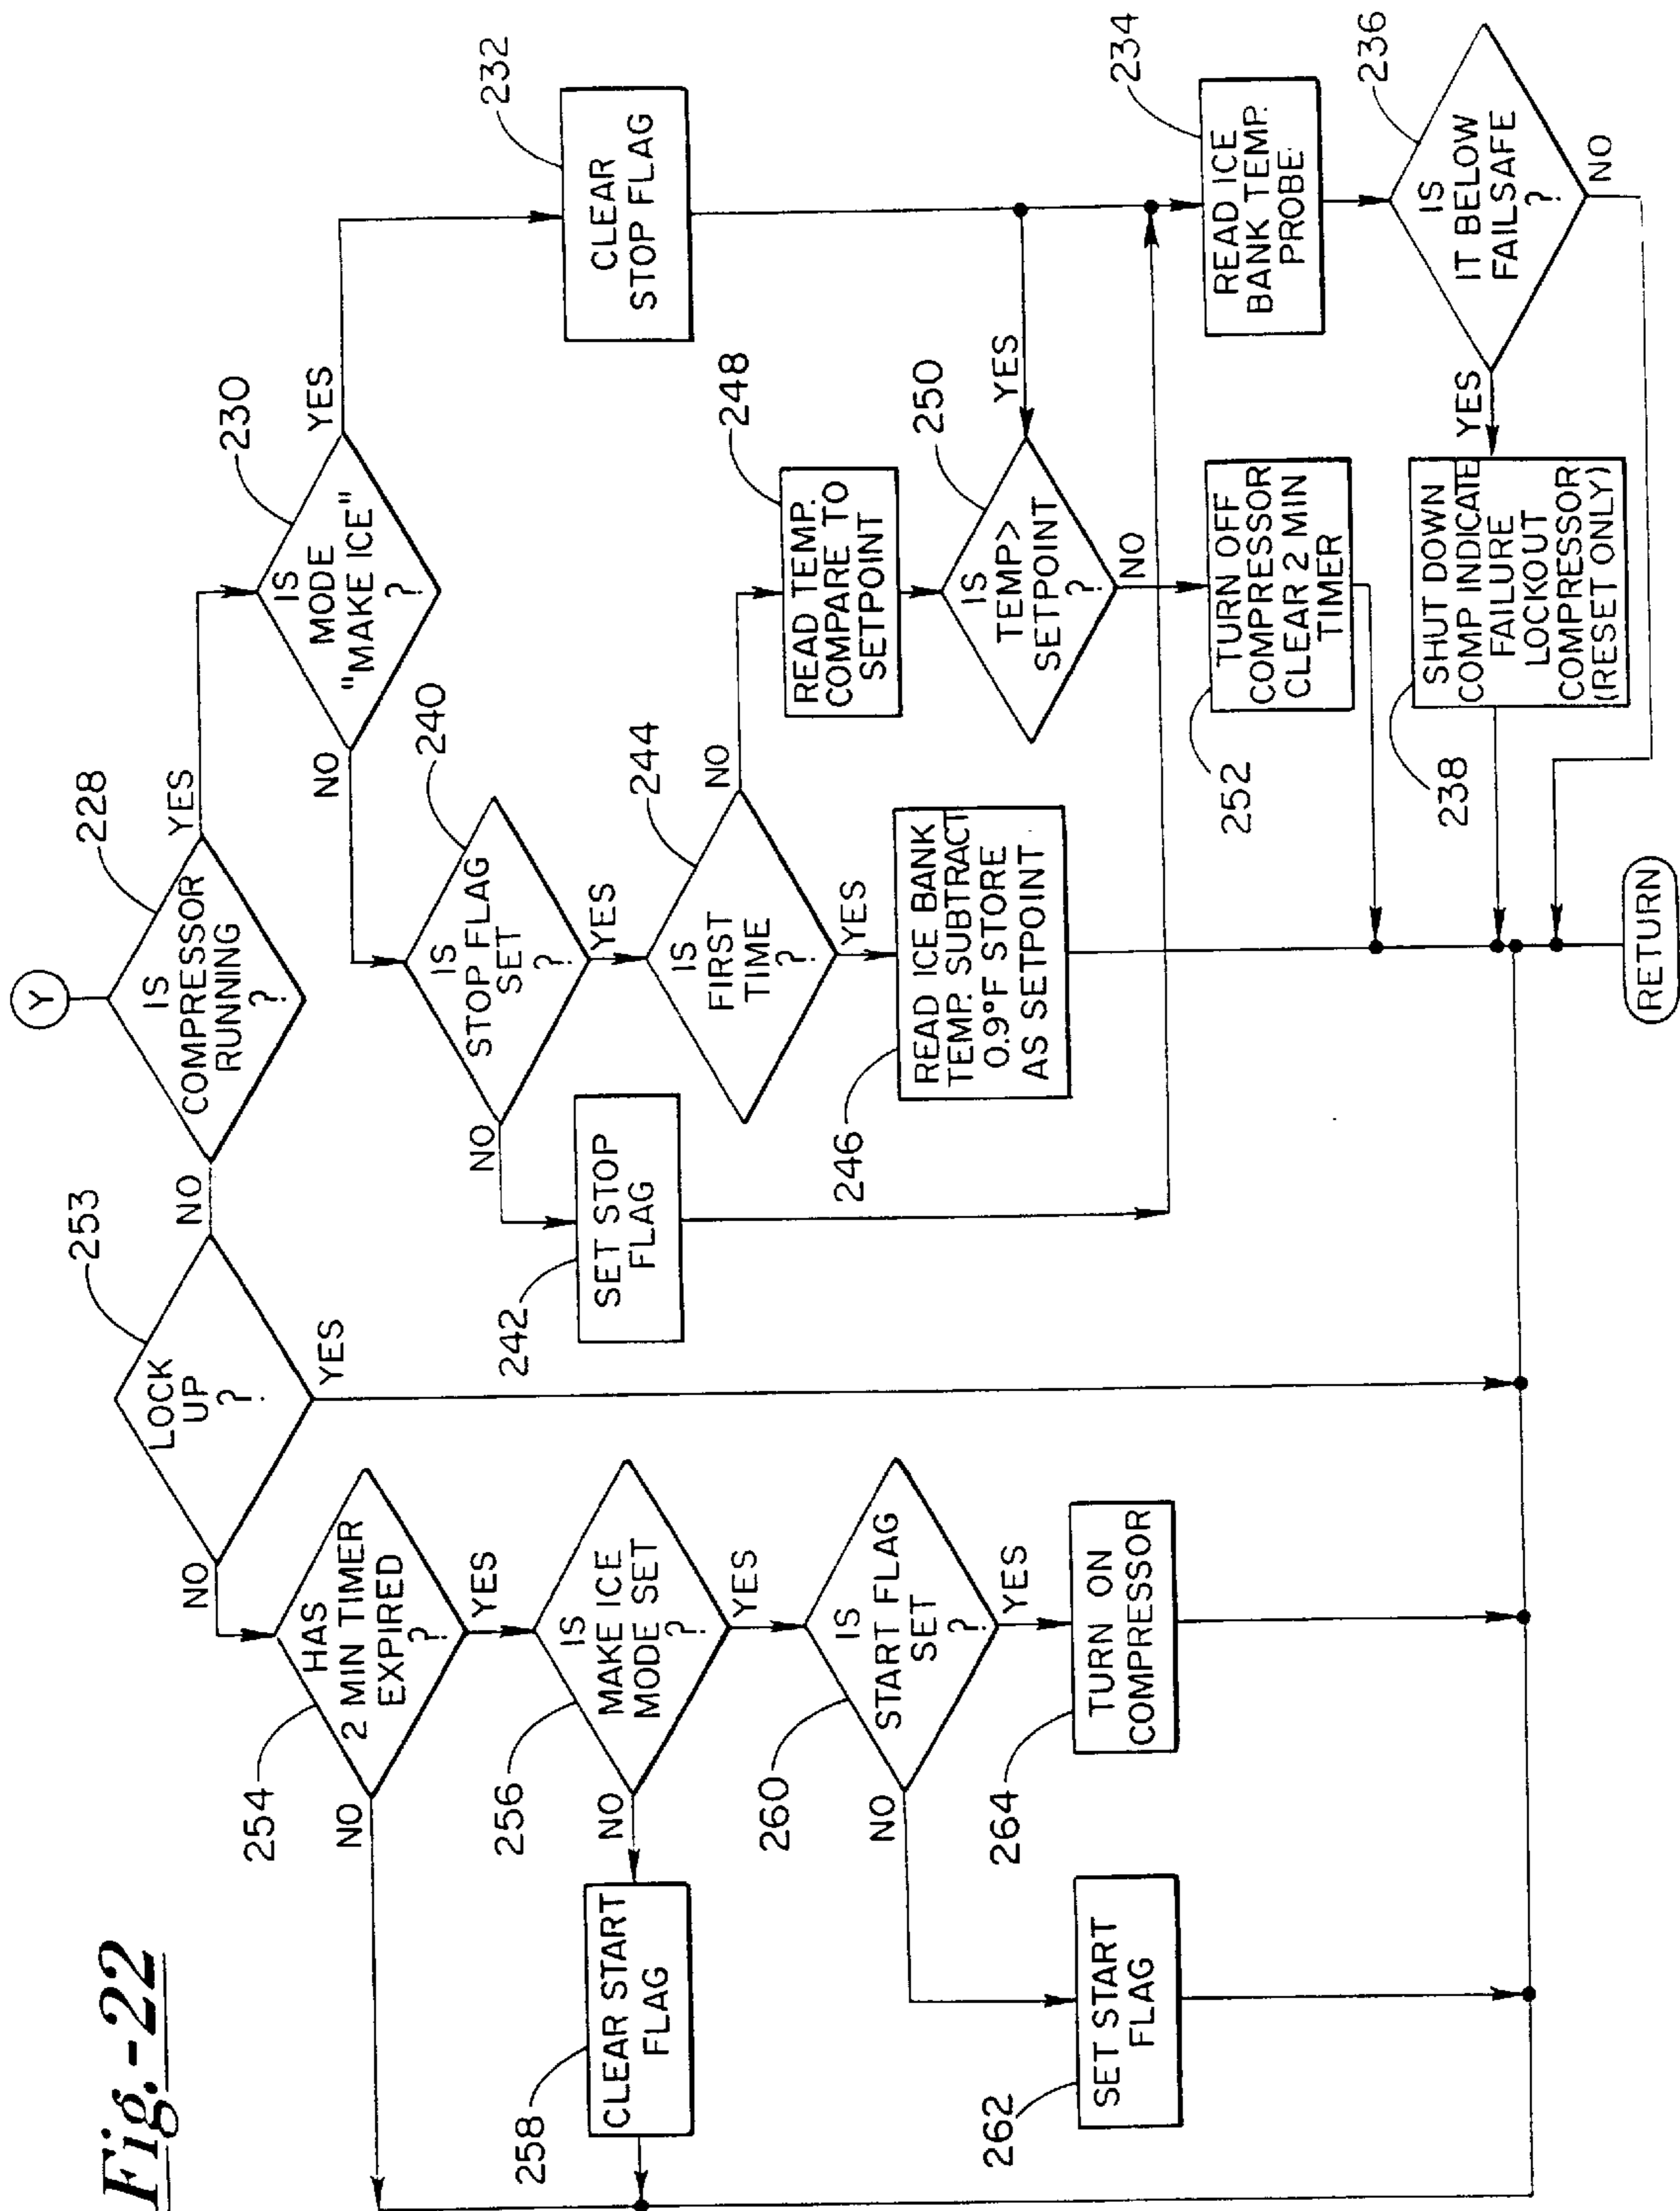 Fig.-22
Y
228
IS
COMPRESSOR
RUNNING
?
YES
NO
230
IS
MODE
"MAKE ICE"
?
YES
NO
232
CLEAR
STOP FLAG
234
READ ICE
BANK TEMP.
PROBE
236
IS
IT BELOW
FAILSAFE
?
YES
NO
238
SHUT DOWN
COMP INDICATE
FAILURE
LOCKOUT
COMPRESSOR
(RESET ONLY)
240
IS
STOP FLAG
SET
?
YES
NO
242
SET STOP
FLAG
244
IS
FIRST
TIME
?
NO
YES
246
READ ICE BANK
TEMP. SUBTRACT
0.9°F STORE
AS SETPOINT
248
READ TEMP.
COMPARE TO
SETPOINT
250
IS
TEMP>
SETPOINT
?
YES
NO
252
TURN OFF
COMPRESSOR
CLEAR 2 MIN
TIMER
253
LOCK
UP
?
YES
NO
254
HAS
2 MIN TIMER
EXPIRED
?
YES
NO
256
IS
MAKE ICE
MODE SET
?
YES
NO
258
CLEAR START
FLAG
260
IS
START FLAG
SET
?
YES
NO
262
SET START
FLAG
264
TURN ON
COMPRESSOR
RETURN